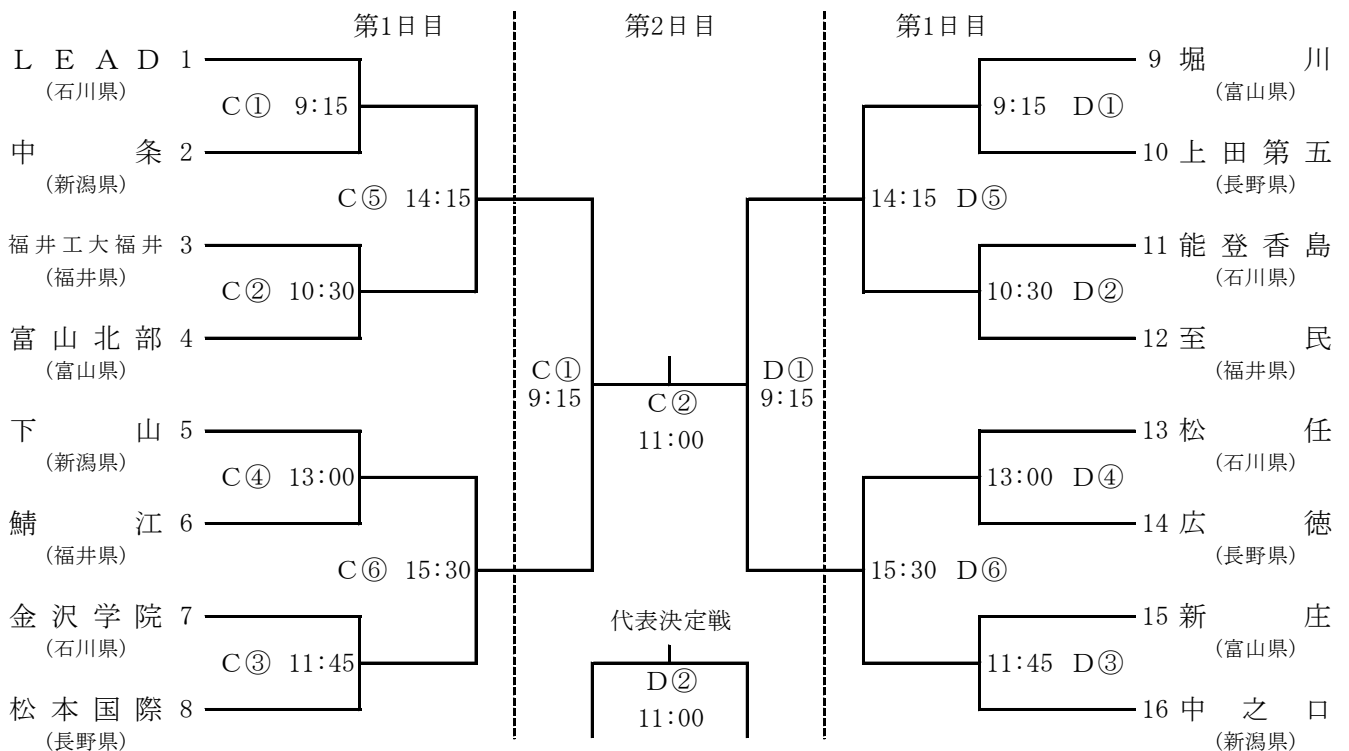 第1日目 第2日目 第1日目
ＬＥＡＤ 1
(石川県)
C① 9:15
中条 2
(新潟県)
C⑤ 14:15
福井工大福井 3
(福井県)
C② 10:30
富山北部 4
(富山県)
下山 5
(新潟県)
C④ 13:00
鯖江 6
(福井県)
C⑥ 15:30
金沢学院 7
(石川県)
C③ 11:45
松本国際 8
(長野県)
C①
9:15
C②
11:00
D①
9:15
代表決定戦
D②
11:00
9 堀川
(富山県)
9:15 D①
10 上田第五
(長野県)
14:15 D⑤
11 能登香島
(石川県)
10:30 D②
12 至民
(福井県)
13 松任
(石川県)
13:00 D④
14 広徳
(長野県)
15:30 D⑥
15 新庄
(富山県)
11:45 D③
16 中之口
(新潟県)